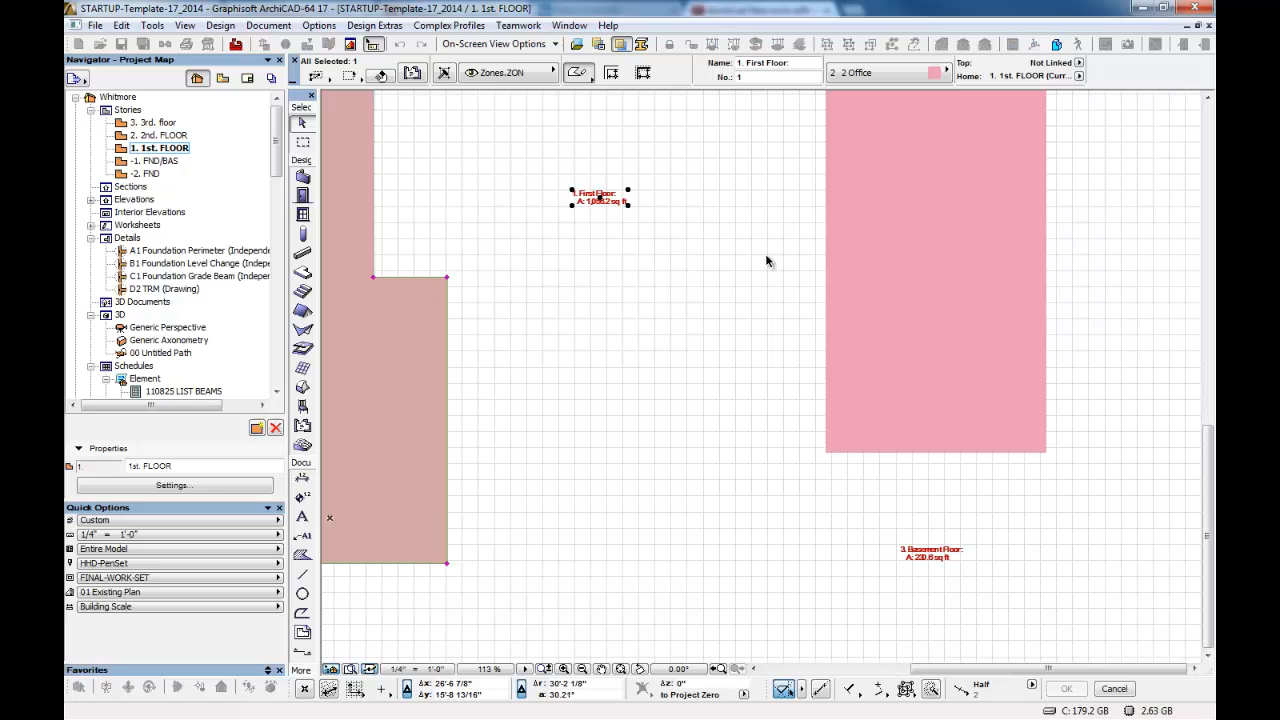 STARTUP-Template-17_2014 - Graphisoft ArchiCAD-64 17 - [STARTUP-Template-17_2014 / 1. 1st. FLOOR]
File Edit Tools View Design Document Options Design Extras Complex Profiles Teamwork Window Help
On-Screen View Options
Navigator - Project Map
All Selected: 1
Zones.ZON
Name: 1. First Floor:
No.: 1
2 2 Office
Top: Not Linked
Home: 1. 1st. FLOOR (Curr...
Whitmore
Stories
3. 3rd. floor
2. 2nd. FLOOR
1. 1st. FLOOR
-1. FND/BAS
-2. FND
Sections
Elevations
Interior Elevations
Worksheets
Details
A1 Foundation Perimeter (Independe
B1 Foundation Level Change (Indepe
C1 Foundation Grade Beam (Indeper
D2 TRM (Drawing)
3D Documents
3D
Generic Perspective
Generic Axonometry
00 Untitled Path
Schedules
Element
110825 LIST BEAMS
Properties
1. 1st. FLOOR
Settings...
Quick Options
Custom
1/4" = 1'-0"
Entire Model
HHD-PenSet
FINAL-WORK-SET
01 Existing Plan
Building Scale
Favorites
Selec
Desig
Docu
More
First Floor:
3. Basement Floor:
A: 230.6 sq ft
1/4" = 1'-0" 113 % 0.00°
Δx: 26'-6 7/8"
Δy: 15'-8 13/16"
Δr: 30'-2 1/8"
a: 30.21°
Δz: 0"
to Project Zero
Half
2
OK
Cancel
C: 179.2 GB 2.63 GB